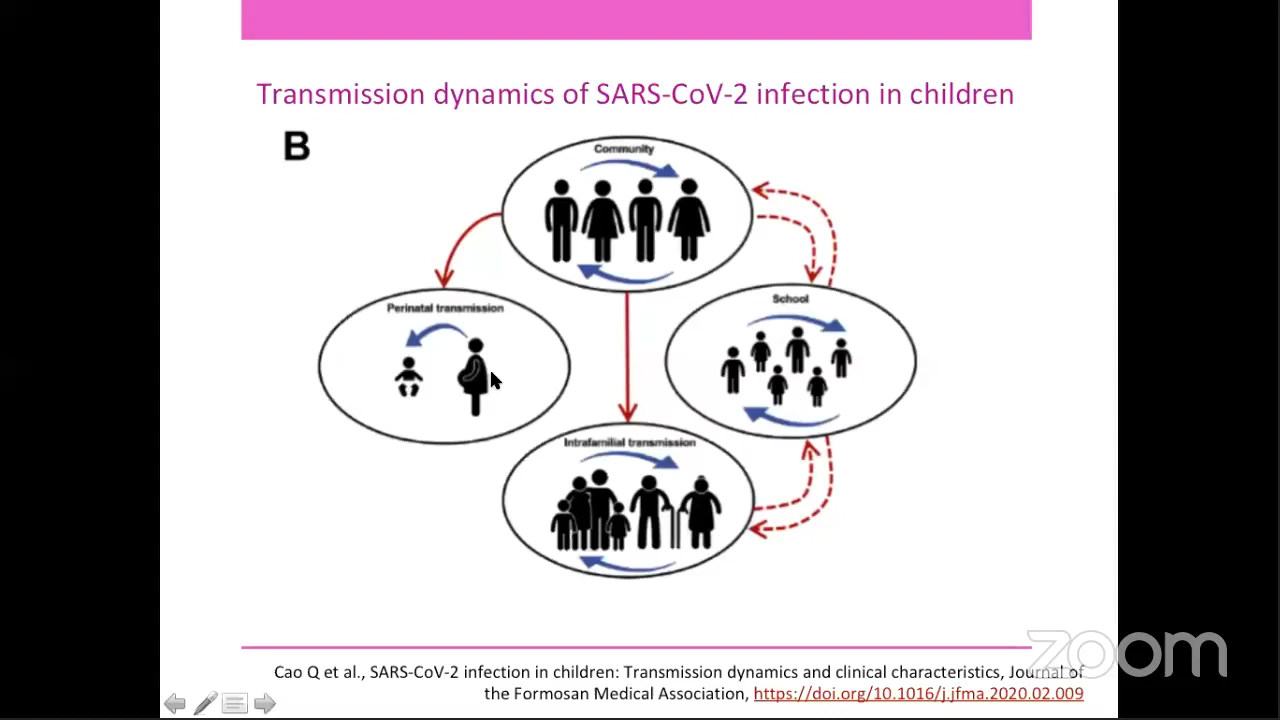 Transmission dynamics of SARS-CoV-2 infection in children
B
Community
Perinatal transmission
School
Intrafamilial transmission
zoom
Cao Q et al., SARS-CoV-2 infection in children: Transmission dynamics and clinical characteristics, Journal of
the Formosan Medical Association, https://doi.org/10.1016/j.jfma.2020.02.009